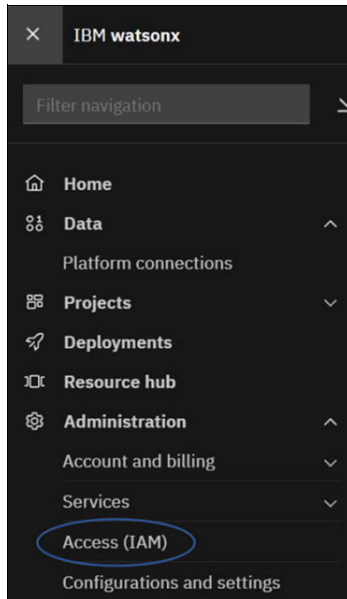 IBM watsonx
Filter navigation
Home
Data
Platform connections
Projects
Deployments
Resource hub
Administration
Account and billing
Services
Access (IAM)
Configurations and settings